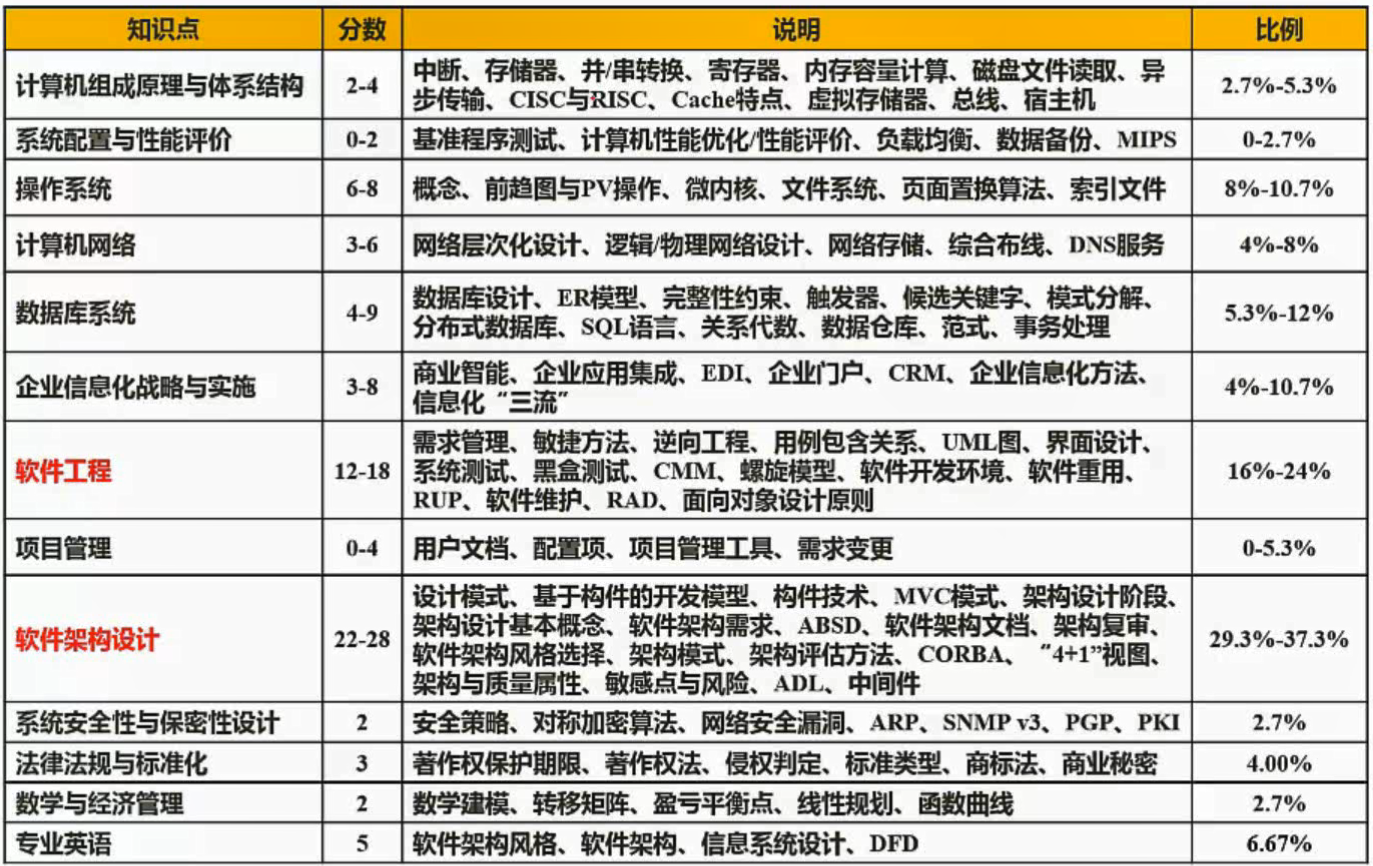 知识点 分数 说明 比例
计算机组成原理与体系结构 2-4 中断、存储器、并/串转换、寄存器、内存容量计算、磁盘文件读取、异 2.7%-5.3%
步传输、CISC与RISC、Cache特点、虚拟存储器、总线、宿主机
系统配置与性能评价 0-2 基准程序测试、计算机性能优化/性能评价、负载均衡、数据备份、MIPS 0-2.7%
操作系统 6-8 概念、前趋图与PV操作、微内核、文件系统、页面置换算法、索引文件 8%-10.7%
计算机网络 3-6 网络层次化设计、逻辑/物理网络设计、网络存储、综合布线、DNS服务 4%-8%
数据库系统 4-9 数据库设计、ER模型、完整性约束、触发器、候选关键字、模式分解、 5.3%-12%
分布式数据库、SQL语言、关系代数、数据仓库、范式、事务处理
企业信息化战略与实施 3-8 商业智能、企业应用集成、EDI、企业门户、CRM、企业信息化方法、 4%-10.7%
信息化“三流”
需求管理、敏捷方法、逆向工程、用例包含关系、UML图、界面设计、
软件工程 12-18 系统测试、黑盒测试、CMM、螺旋模型、软件开发环境、软件重用、 16%-24%
RUP、软件维护、RAD、面向对象设计原则
项目管理 0-4 用户文档、配置项、项目管理工具、需求变更 0-5.3%
设计模式、基于构件的开发模型、构件技术、MVC模式、架构设计阶段、
软件架构设计 22-28 架构设计基本概念、软件架构需求、ABSD、软件架构文档、架构复审、 29.3%-37.3%
软件架构风格选择、架构模式、架构评估方法、CORBA、“4+1”视图、
架构与质量属性、敏感点与风险、ADL、中间件
系统安全性与保密性设计 2 安全策略、对称加密算法、网络安全漏洞、ARP、SNMP v3、PGP、PKI 2.7%
法律法规与标准化 3 著作权保护期限、著作权法、侵权判定、标准类型、商标法、商业秘密 4.00%
数学与经济管理 2 数学建模、转移矩阵、盈亏平衡点、线性规划、函数曲线 2.7%
专业英语 5 软件架构风格、软件架构、信息系统设计、DFD 6.67%